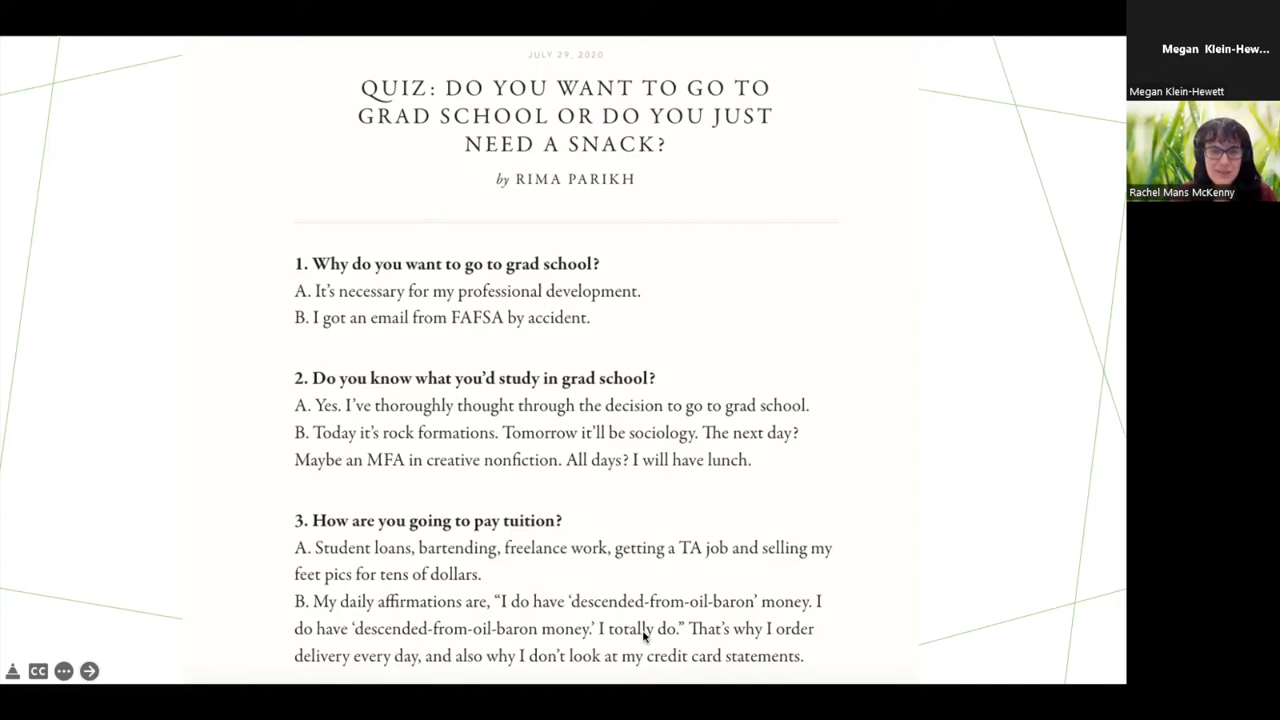 JULY 29, 2020
QUIZ: DO YOU WANT TO GO TO
GRAD SCHOOL OR DO YOU JUST
NEED A SNACK?
by RIMA PARIKH
1. Why do you want to go to grad school?
A. It's necessary for my professional development.
B. I got an email from FAFSA by accident.
2. Do you know what you'd study in grad school?
A. Yes. I've thoroughly thought through the decision to go to grad school.
B. Today it's rock formations. Tomorrow it'll be sociology. The next day?
Maybe an MFA in creative nonfiction. All days? I will have lunch.
3. How are you going to pay tuition?
A. Student loans, bartending, freelance work, getting a TA job and selling my
feet pics for tens of dollars.
B. My daily affirmations are, “I do have ‘descended-from-oil-baron’ money. I
do have ‘descended-from-oil-baron money.’ I totally do.” That's why I order
delivery every day, and also why I don't look at my credit card statements.
CC
Megan Klein-Hew...
Megan Klein-Hewett
Rachel Mans McKenny